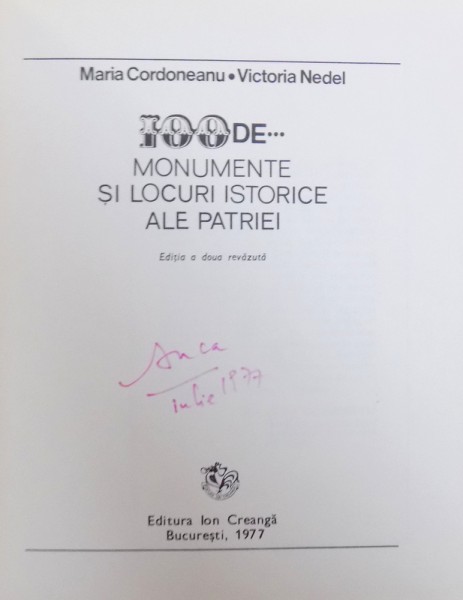 Maria Cordoneanu • Victoria Nedel
100 DE...
MONUMENTE
ȘI LOCURI ISTORICE
ALE PATRIEI
Ediția a doua revăzută
Anca
iulie 1977
Editura Ion Creangă
București, 1977